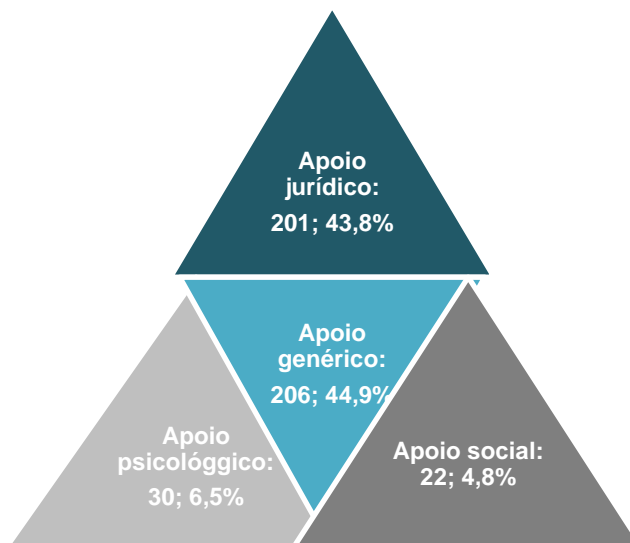 Apoio
jurídico:
201; 43,8%
Apoio
genérico:
206; 44,9%
Apoio
psicológgico:
30; 6,5%
Apoio social:
22; 4,8%